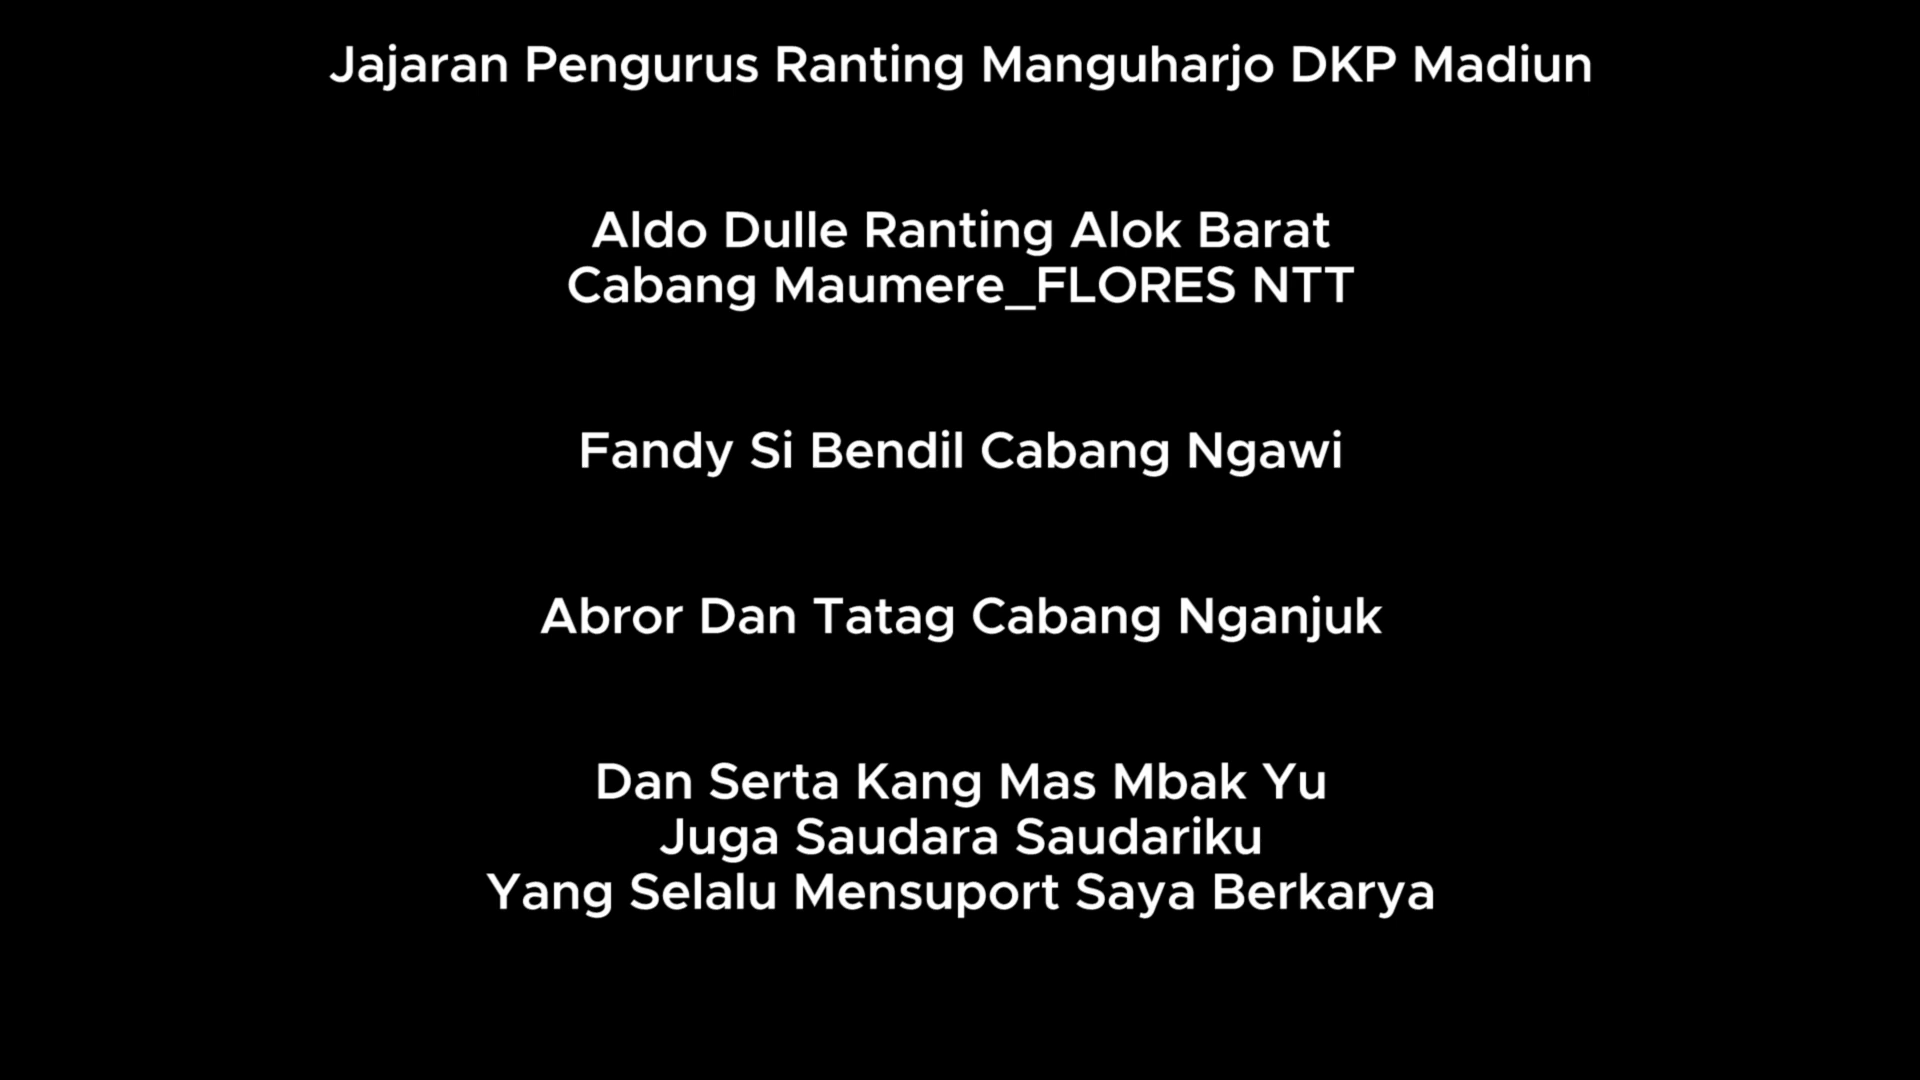 Jajaran Pengurus Ranting Manguharjo DKP Madiun
Aldo Dulle Ranting Alok Barat
Cabang Maumere_FLORES NTT
Fandy Si Bendil Cabang Ngawi
Abror Dan Tatag Cabang Nganjuk
Dan Serta Kang Mas Mbak Yu
Juga Saudara Saudariku
Yang Selalu Mensuport Saya Berkarya